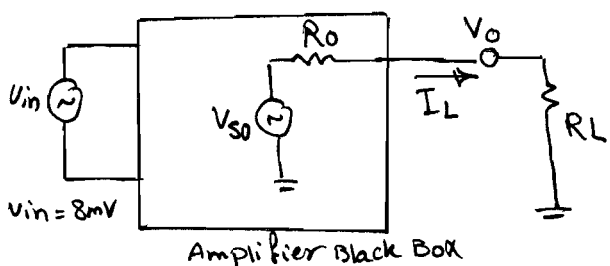 Ro
Vo
Vin
Vso
IL
RL
Vin = 8mV
Amplifier Black Box